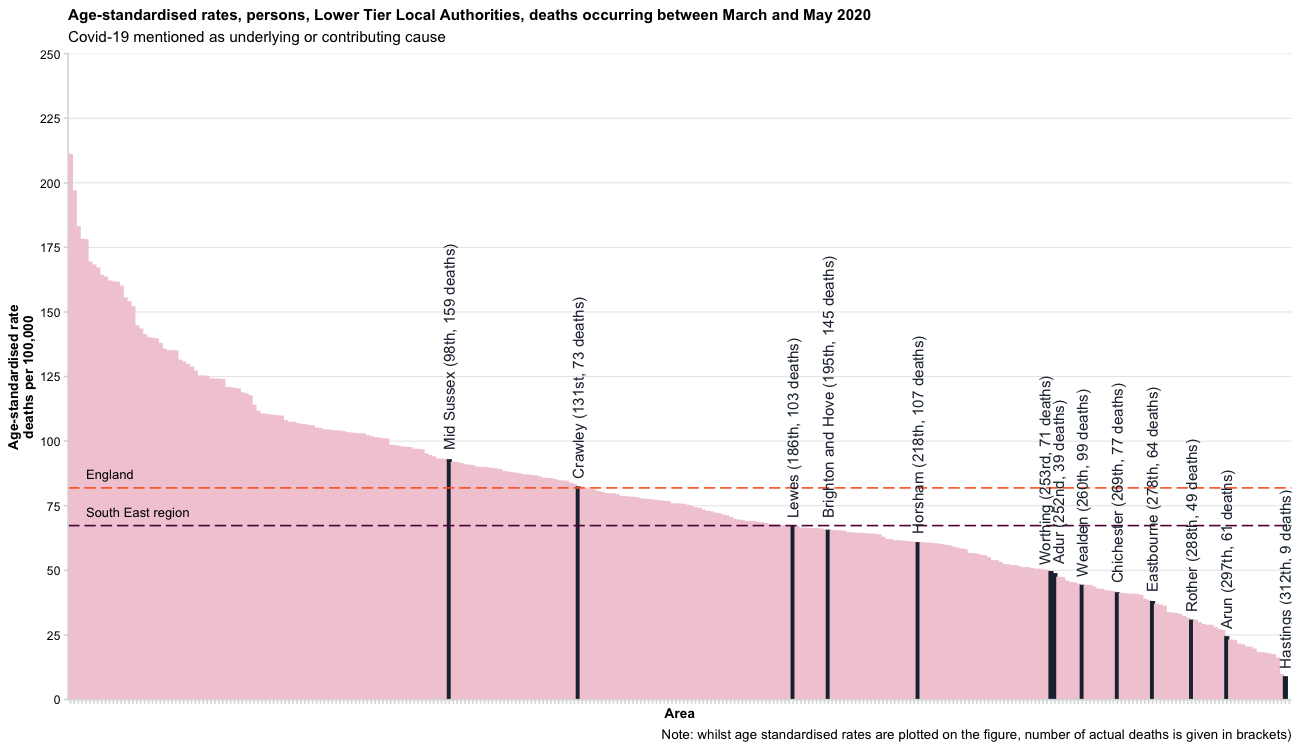 Age-standardised rates, persons, Lower Tier Local Authorities, deaths occurring between March and May 2020
Covid-19 mentioned as underlying or contributing cause
Age-standardised rate
deaths per 100,000
250
225
200
175
150
125
100
75
50
25
0
England
South East region
Mid Sussex (98th, 159 deaths)
Crawley (131st, 73 deaths)
Lewes (186th, 103 deaths)
Brighton and Hove (195th, 145 deaths)
Horsham (218th, 107 deaths)
Worthing (253rd, 71 deaths)
Adur (252nd, 39 deaths)
Wealden (260th, 99 deaths)
Chichester (269th, 77 deaths)
Eastbourne (278th, 64 deaths)
Rother (288th, 49 deaths)
Arun (297th, 61 deaths)
Hastings (312th, 9 deaths)
Area
Note: whilst age standardised rates are plotted on the figure, number of actual deaths is given in brackets)